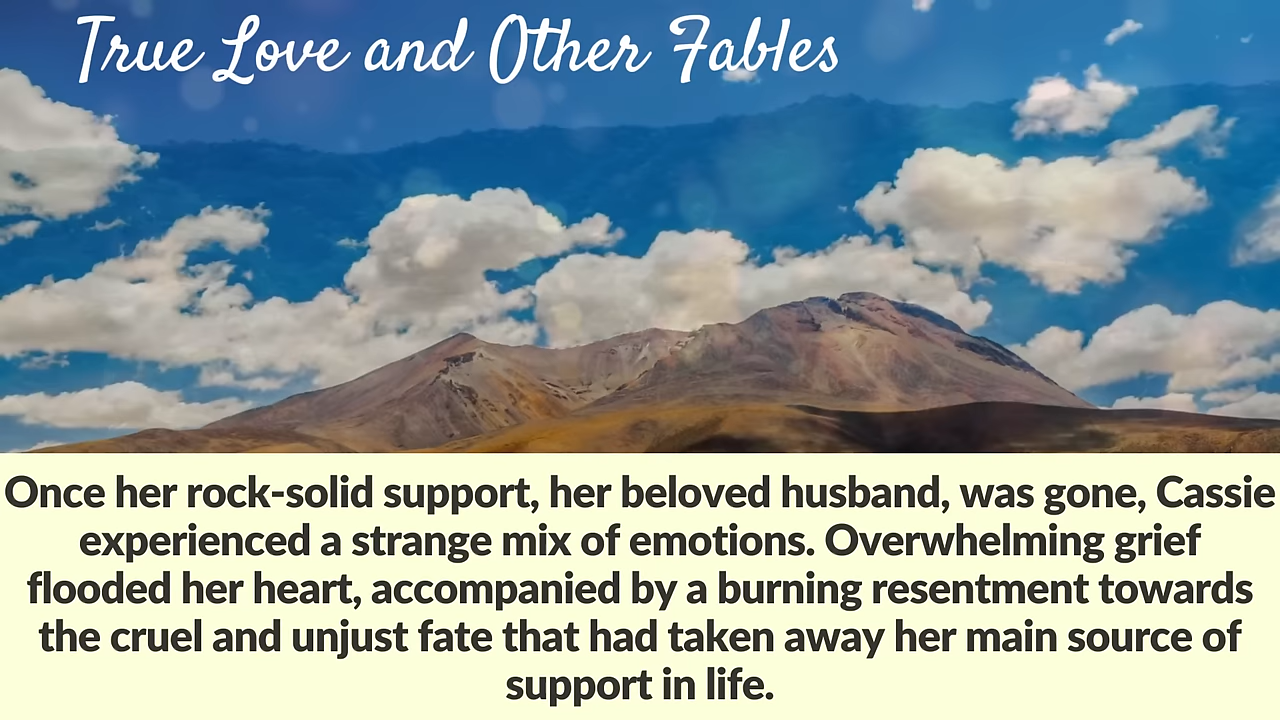 True Love and Other Fables
Once her rock-solid support, her beloved husband, was gone, Cassie
experienced a strange mix of emotions. Overwhelming grief
flooded her heart, accompanied by a burning resentment towards
the cruel and unjust fate that had taken away her main source of
support in life.